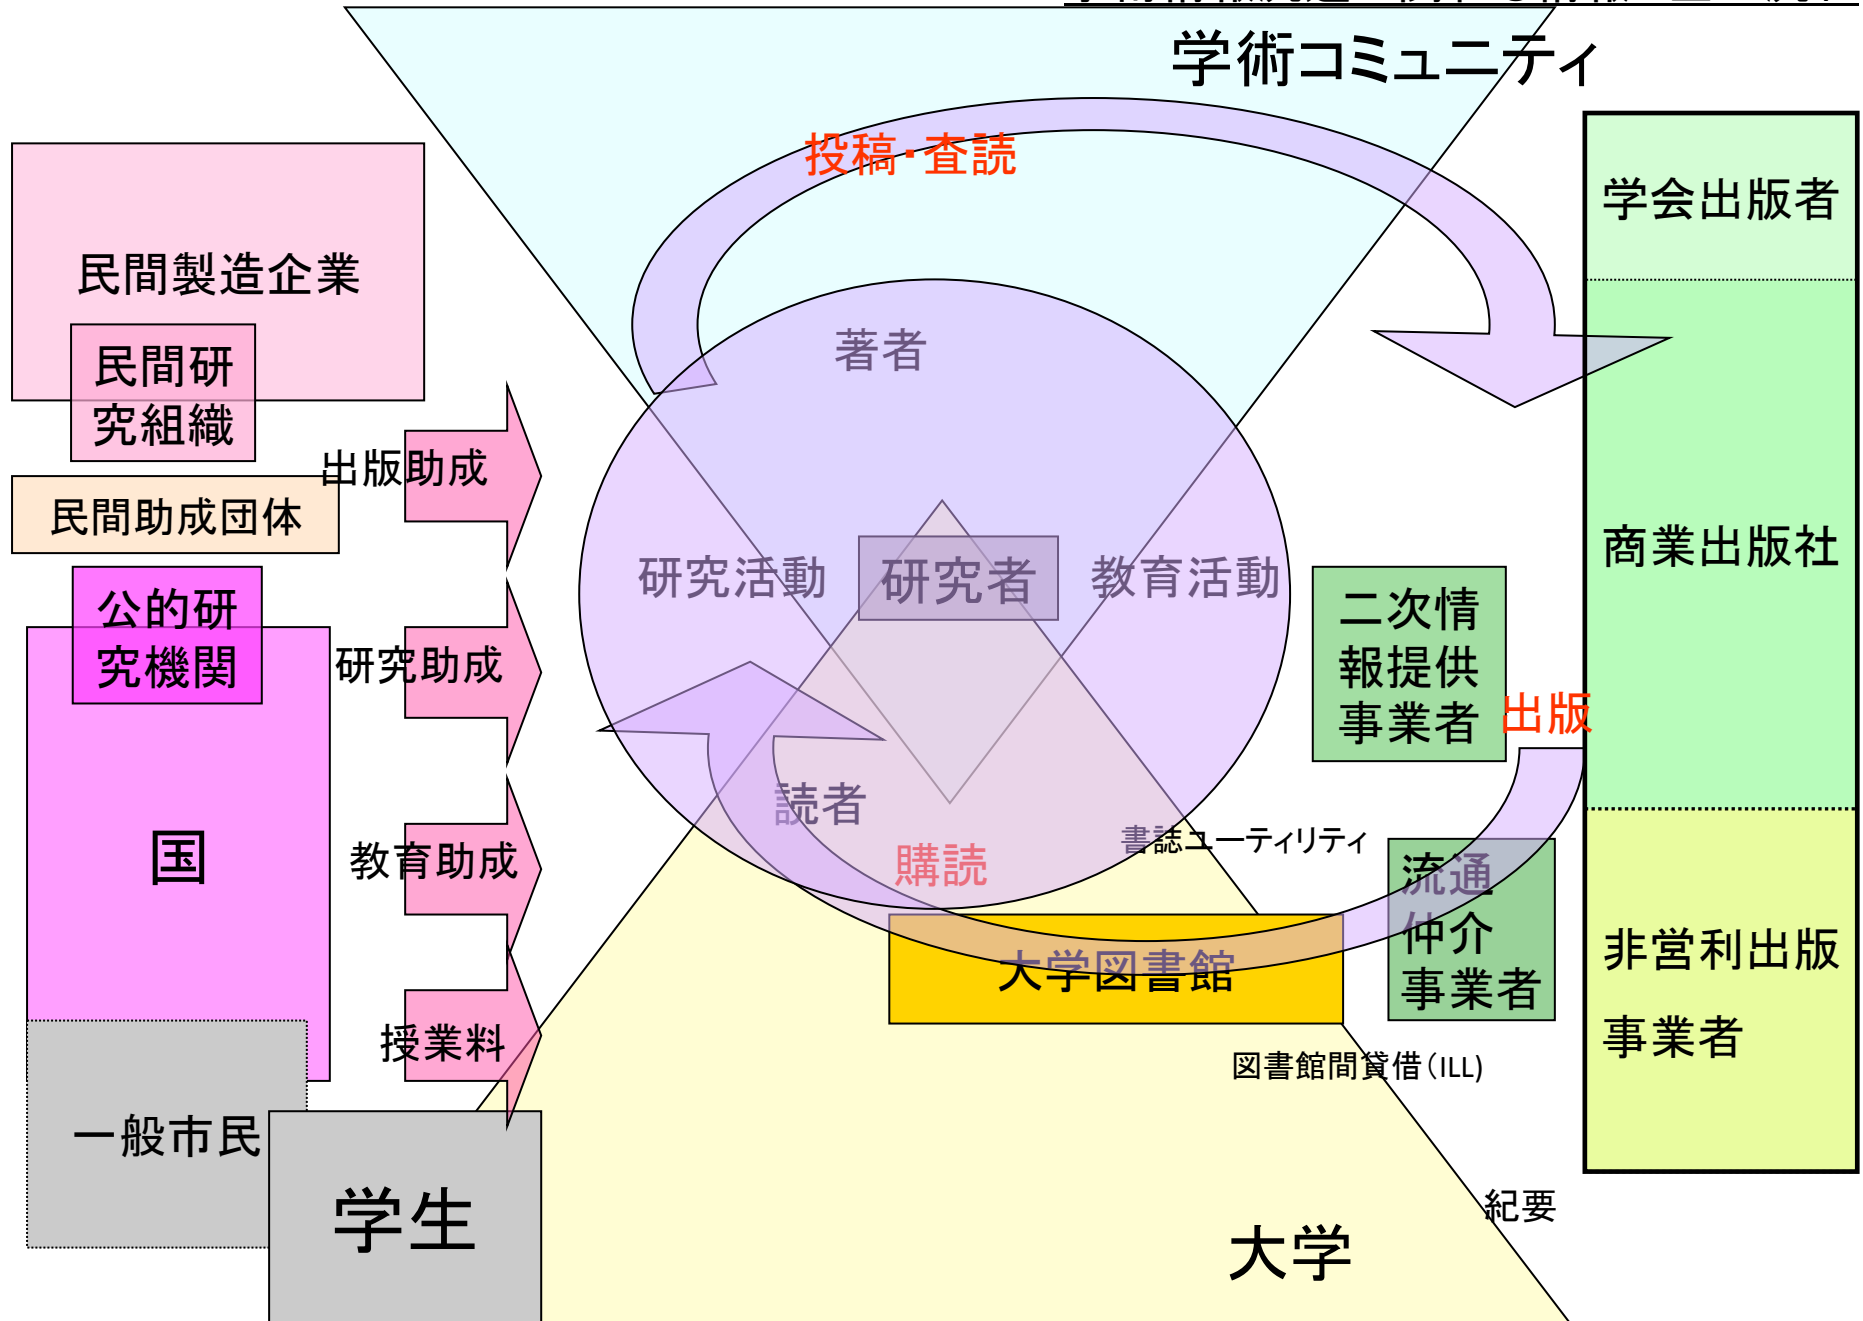 学術コミュニティ
投稿・査読
学会出版者
民間製造企業
民間研
究組織
著者
出版助成
民間助成団体
商業出版社
研究活動
研究者
教育活動
公的研
究機関
二次情
報提供
事業者
研究助成
出版
国
教育助成
読者
購読
書誌ユーティリティ
流通
仲介
事業者
大学図書館
非営利出版
事業者
授業料
図書館間貸借(ILL)
一般市民
学生
紀要
大学